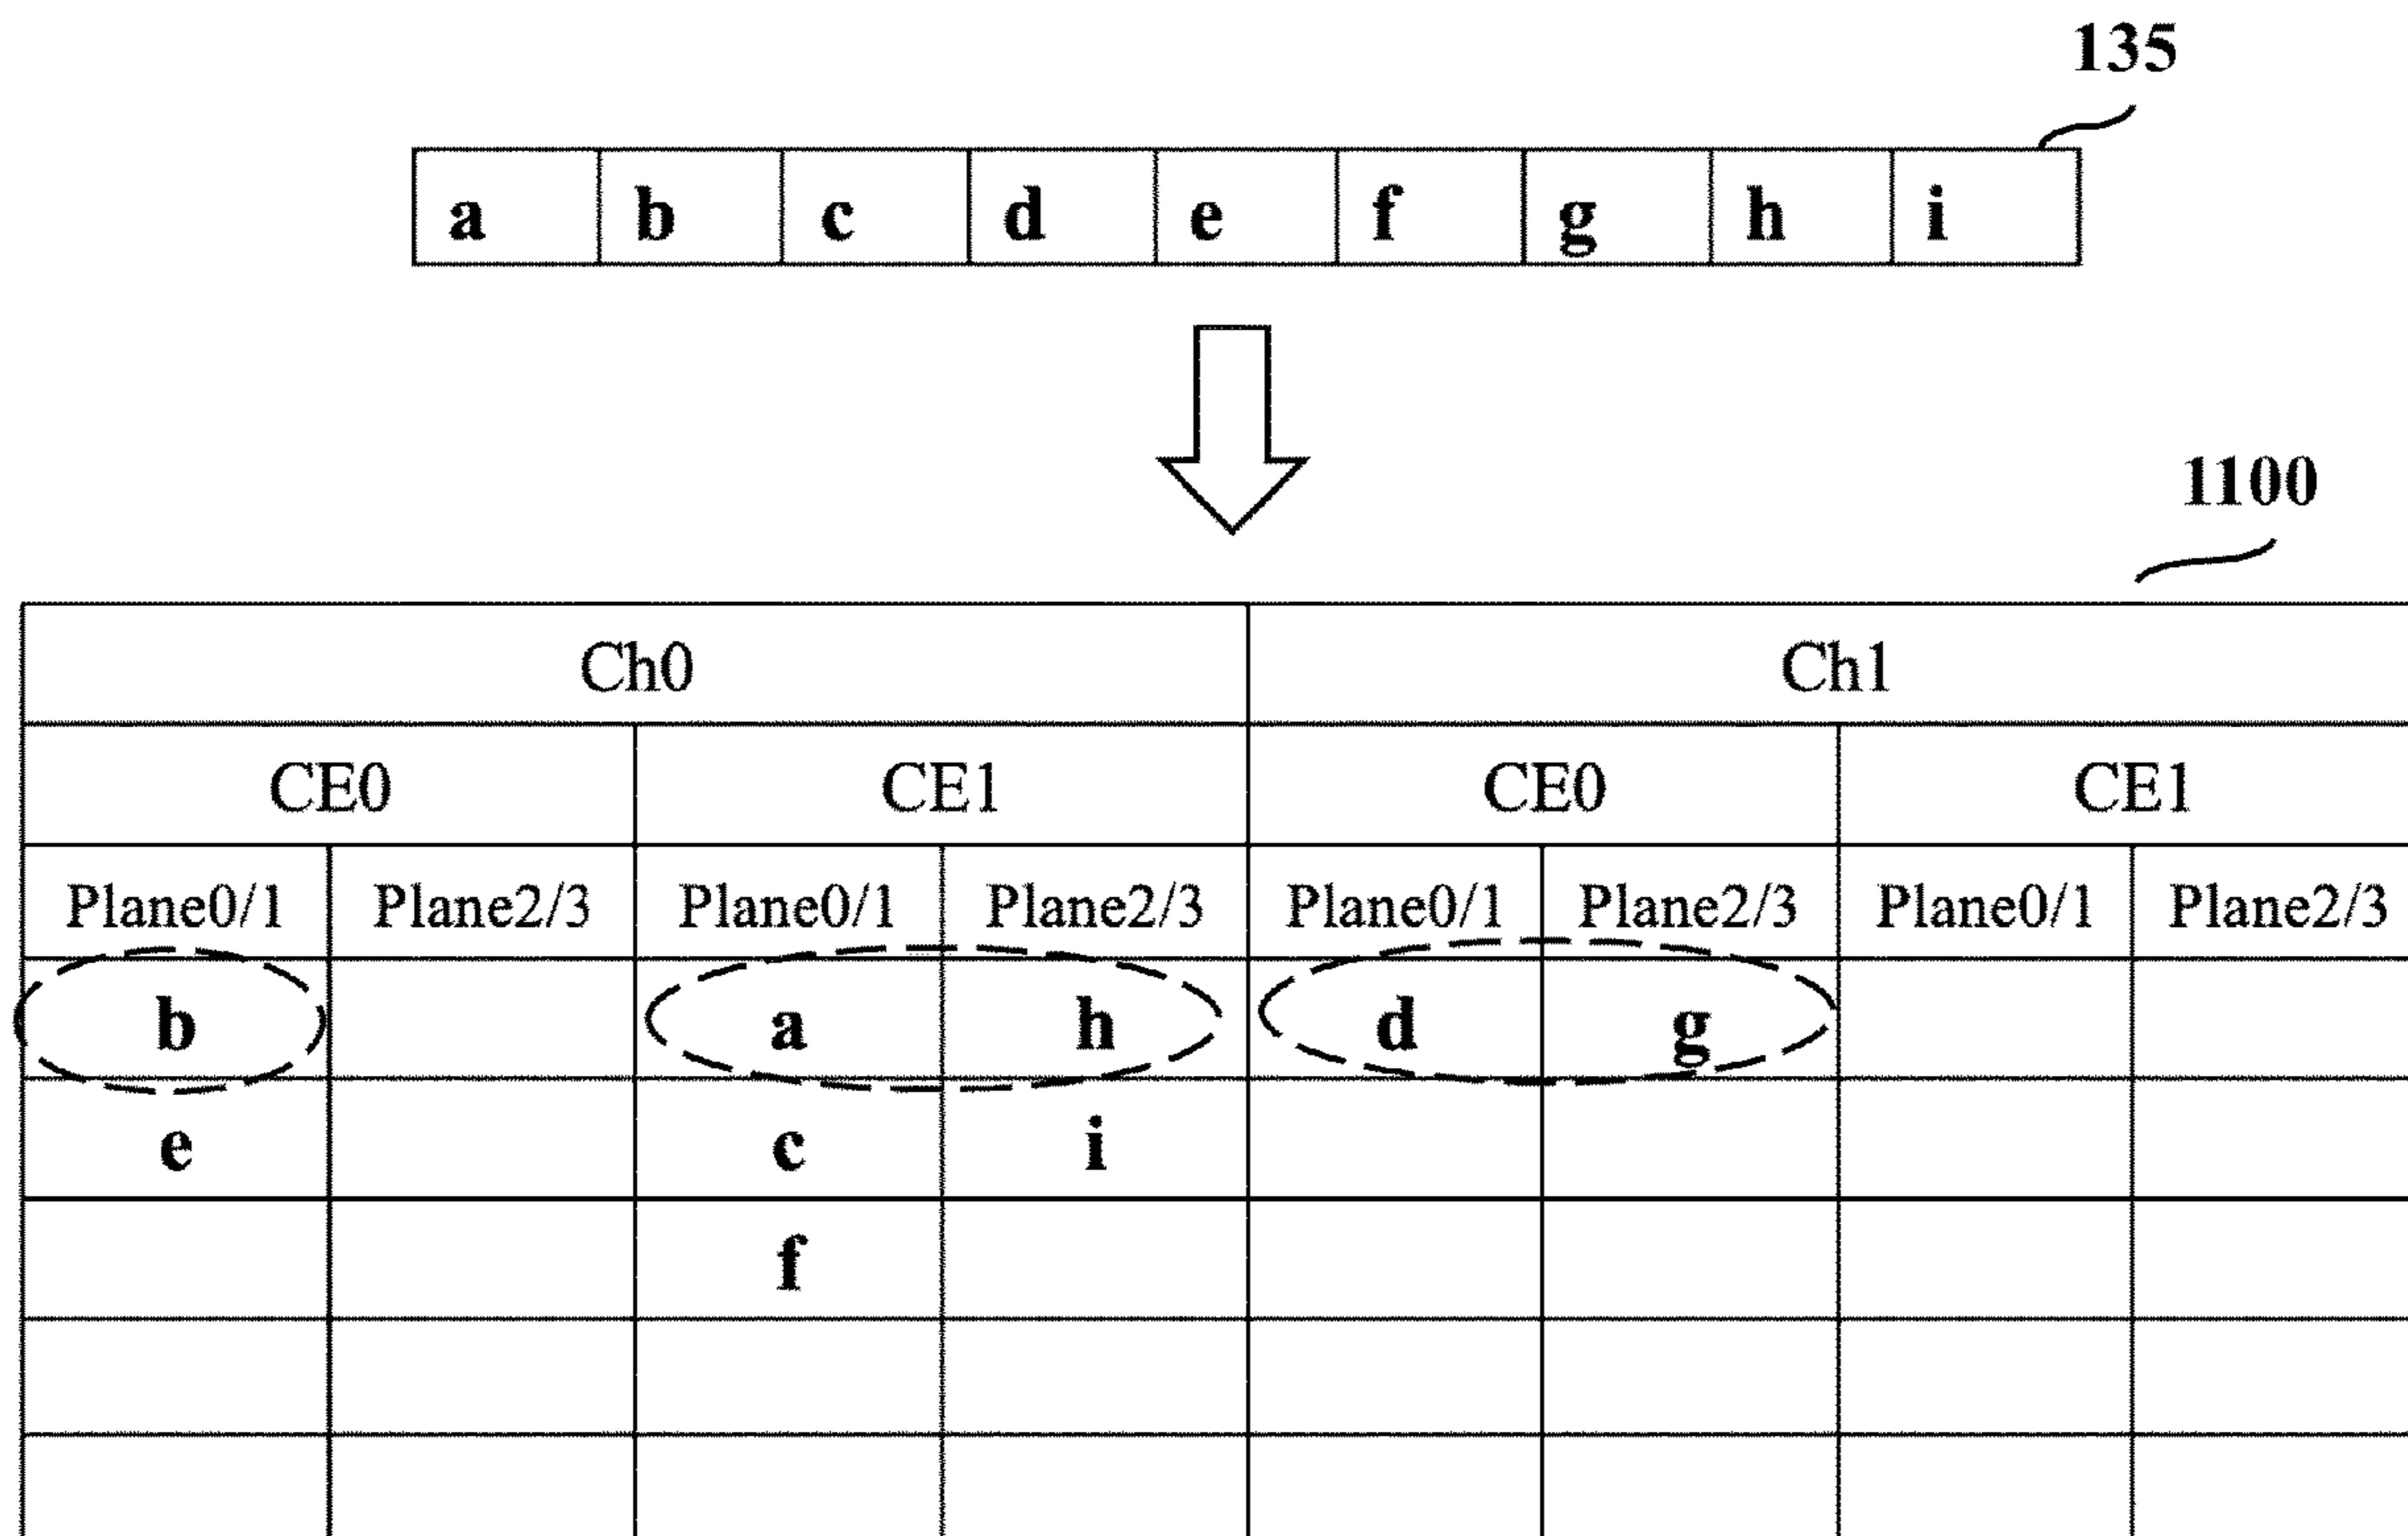 135
a b c d e f g h i
1100
Ch0 Ch1
CE0 CE1 CE0 CE1
Plane0/1 Plane2/3 Plane0/1 Plane2/3 Plane0/1 Plane2/3 Plane0/1 Plane2/3
b a h d g
e c i
f